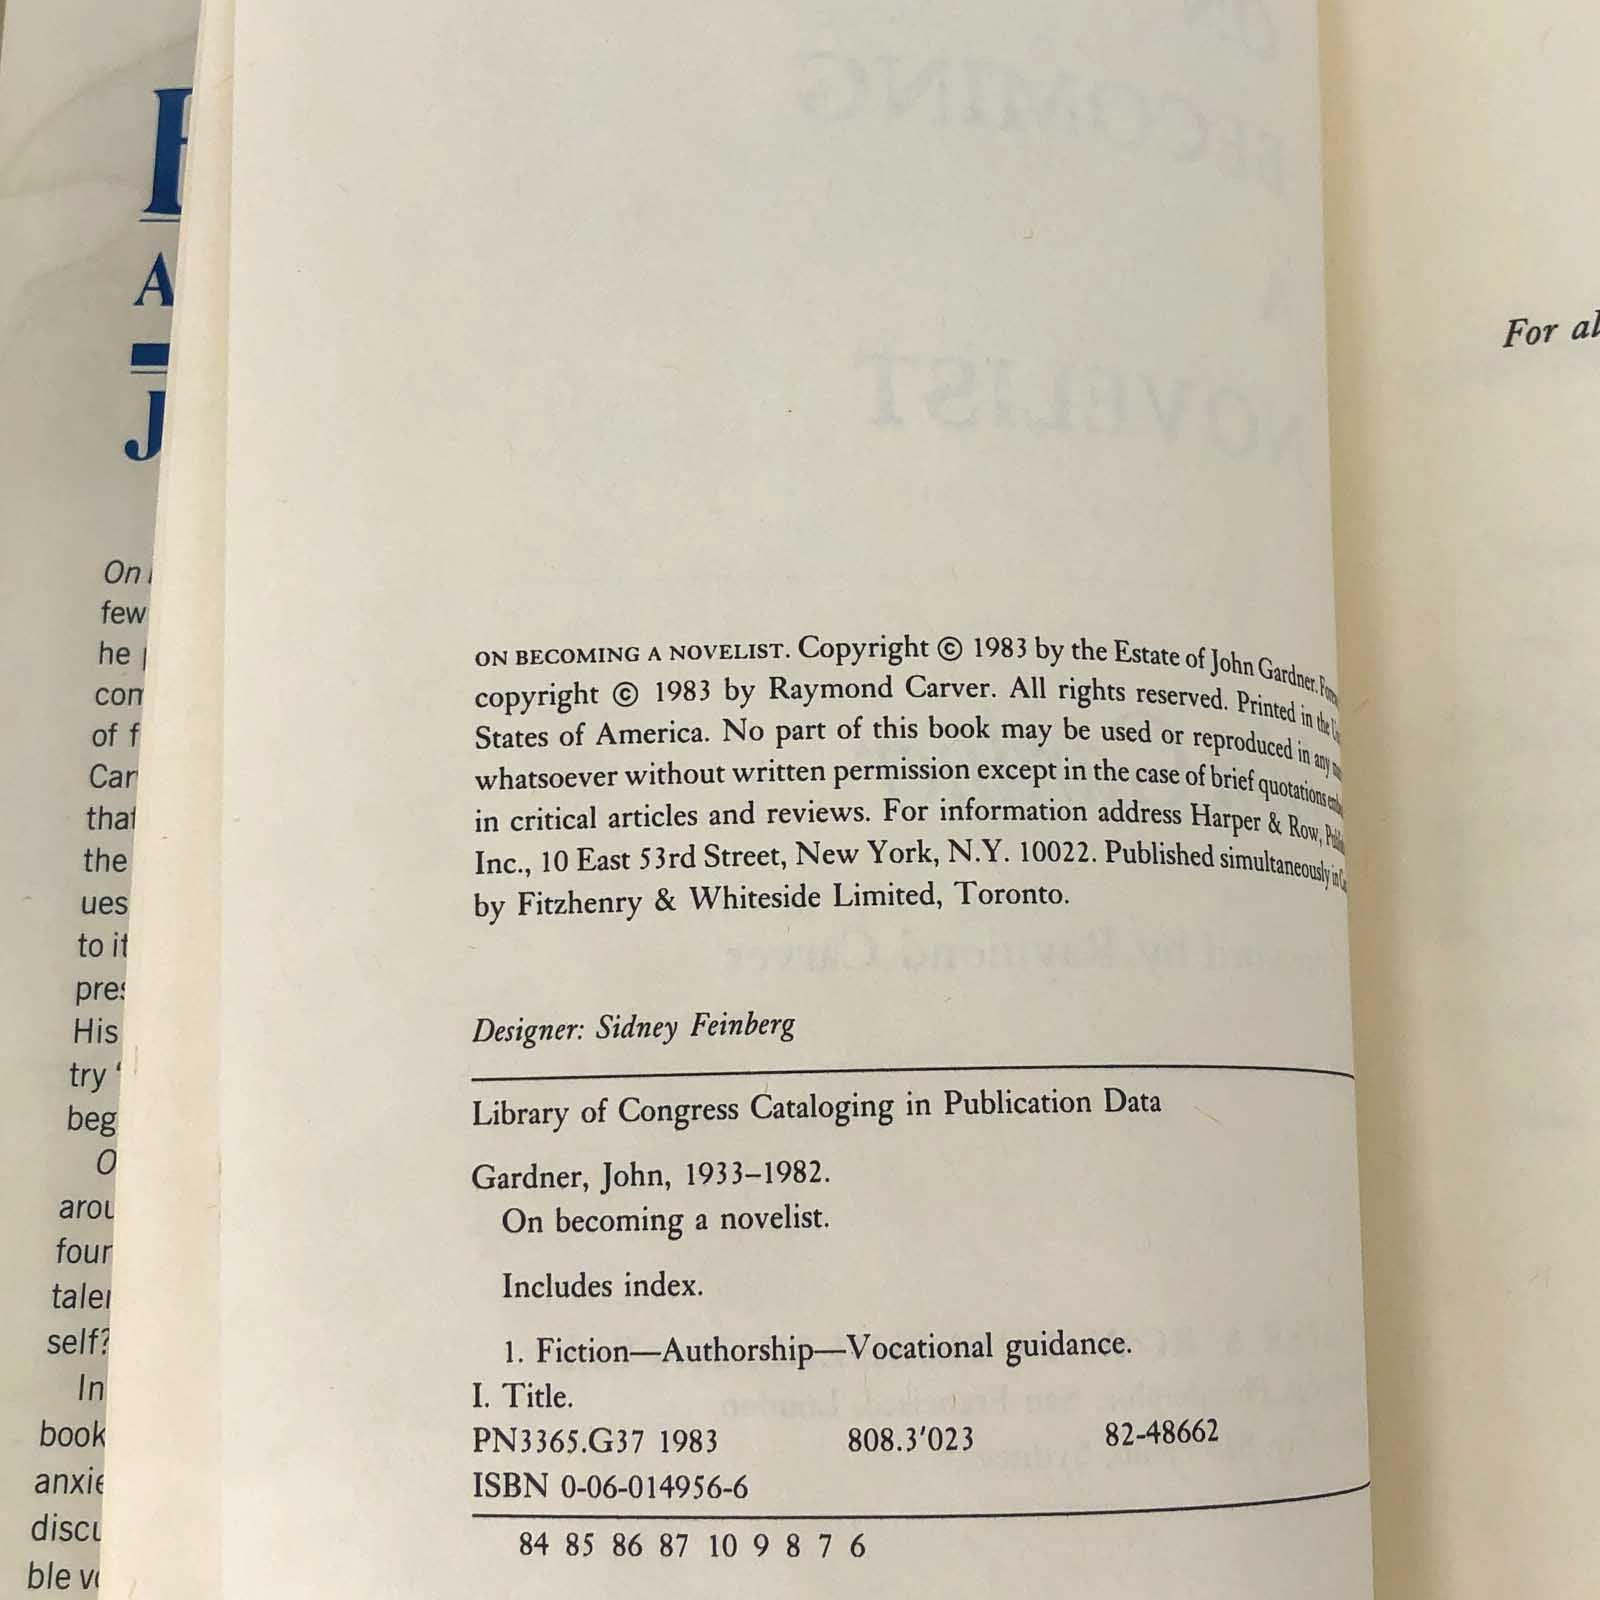 A
J
On
few
he
com
of f
Car
that
the
ues
to it
pres
His
try ‘
beg
O
arou
four
tale
self?
In
book
anxie
discu
ble v
ON BECOMING A NOVELIST. Copyright © 1983 by the Estate of John Gardner.
copyright © 1983 by Raymond Carver. All rights reserved. Printed in the
States of America. No part of this book may be used or reproduced in any
whatsoever without written permission except in the case of brief quotations
in critical articles and reviews. For information address Harper & Row,
Inc., 10 East 53rd Street, New York, N.Y. 10022. Published simultaneously in
by Fitzhenry & Whiteside Limited, Toronto.
Designer: Sidney Feinberg
Library of Congress Cataloging in Publication Data
Gardner, John, 1933–1982.
On becoming a novelist.
Includes index.
1. Fiction—Authorship—Vocational guidance.
I. Title.
PN3365.G37 1983 808.3′023 82-48662
ISBN 0-06-014956-6
84 85 86 87 10 9 8 7 6
For al